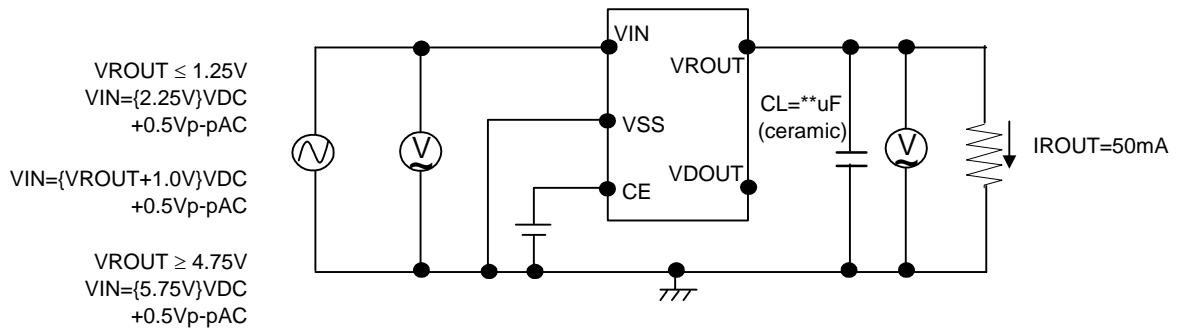 VROUT ≤ 1.25V
VIN={2.25V}VDC
+0.5Vp-pAC
VIN={VROUT+1.0V}VDC
+0.5Vp-pAC
VROUT ≥ 4.75V
VIN={5.75V}VDC
+0.5Vp-pAC
V
VIN
VROUT
VSS
VDOUT
CE
CL=**uF
(ceramic)
V
IROUT=50mA